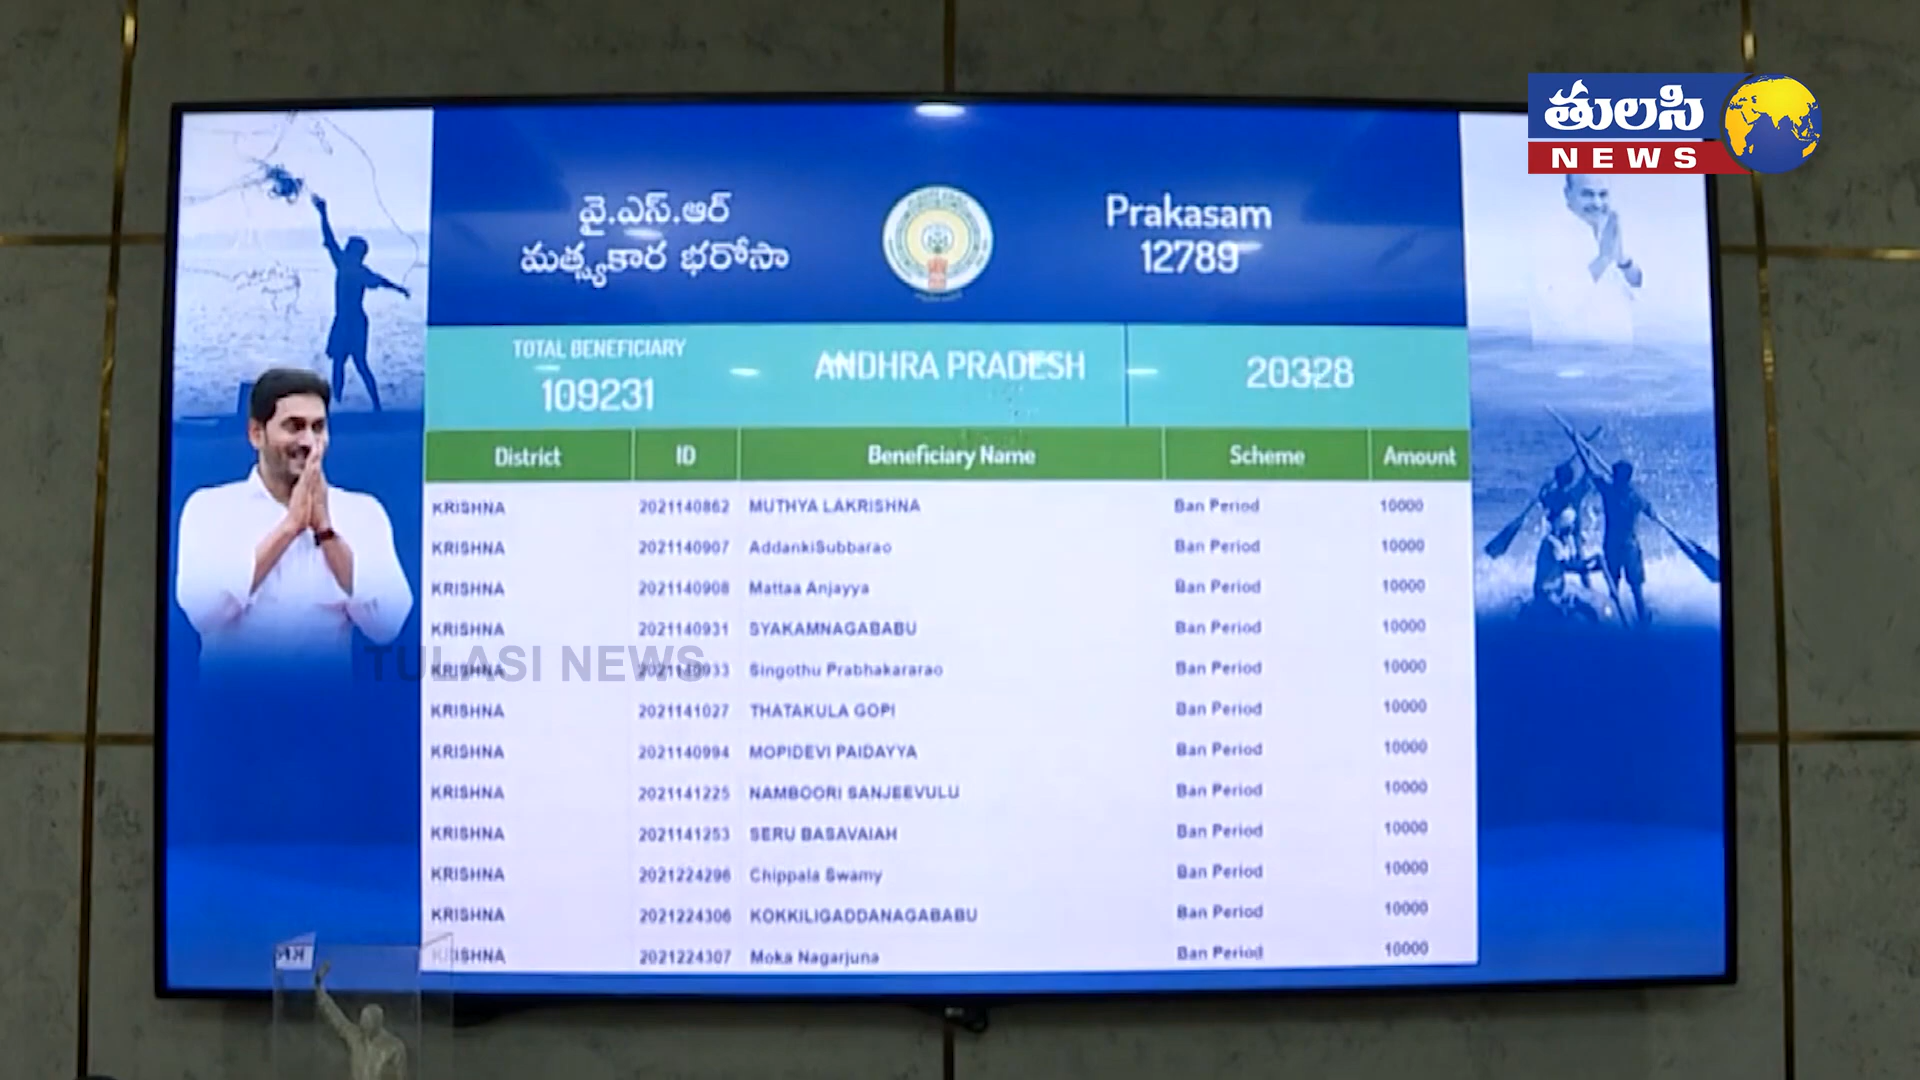 తులసి
NEWS
వై.ఎస్.ఆర్
మత్స్యకార భరోసా
Prakasam
12789
TOTAL BENEFICIARY
109231
ANDHRA PRADESH
20328
District ID Beneficiary Name Scheme Amount
KRISHNA 2021140862 MUTHYA LAKRISHNA Ban Period 10000
KRISHNA 2021140907 AddankiSubbarao Ban Period 10000
KRISHNA 2021140908 Mattaa Anjayya Ban Period 10000
KRISHNA 2021140931 SYAKAMNAGABABU Ban Period 10000
KRISHNA 2021140933 Singothu Prabhakararao Ban Period 10000
TULASI NEWS
KRISHNA 2021141027 THATAKULA GOPI Ban Period 10000
KRISHNA 2021140994 MOPIDEVI PAIDAYYA Ban Period 10000
KRISHNA 2021141225 NAMBOORI SANJEEVULU Ban Period 10000
KRISHNA 2021141253 SERU BASAVAIAH Ban Period 10000
KRISHNA 2021224296 Chippala Swamy Ban Period 10000
KRISHNA 2021224306 KOKKILIGADDANAGABABU Ban Period 10000
KRISHNA 2021224307 Moka Nagarjuna Ban Period 10000